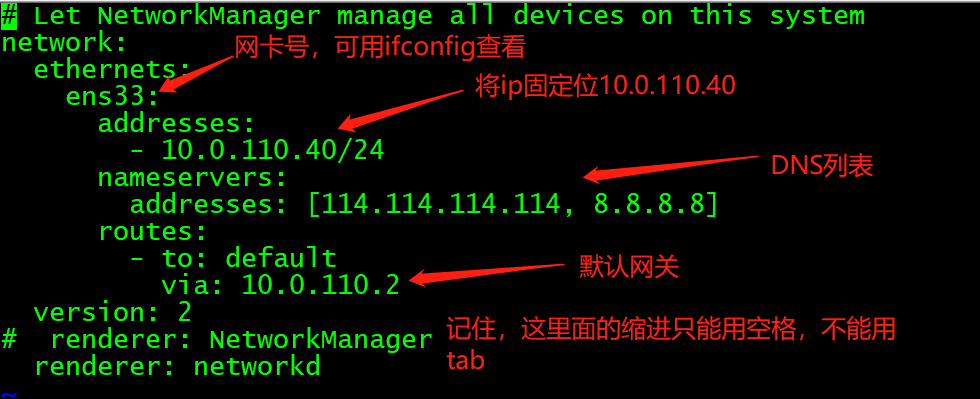 # Let NetworkManager manage all devices on this system
network:
网卡号，可用ifconfig查看
ethernets:
ens33:
将ip固定位10.0.110.40
addresses:
- 10.0.110.40/24
DNS列表
nameservers:
addresses: [114.114.114.114, 8.8.8.8]
routes:
- to: default
默认网关
via: 10.0.110.2
version: 2
# renderer: NetworkManager
记住，这里面的缩进只能用空格，不能用
tab
renderer: networkd
~